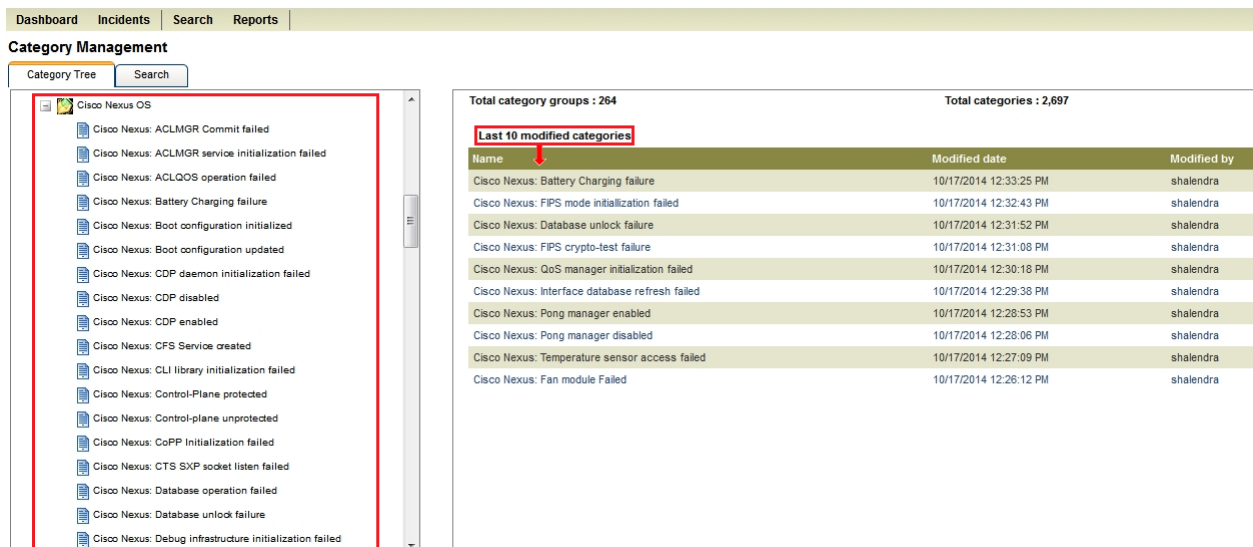 Dashboard Incidents Search Reports
Category Management
Category Tree Search
Cisco Nexus OS
Cisco Nexus: ACLMGR Commit failed
Cisco Nexus: ACLMGR service initialization failed
Cisco Nexus: ACLQOS operation failed
Cisco Nexus: Battery Charging failure
Cisco Nexus: Boot configuration initialized
Cisco Nexus: Boot configuration updated
Cisco Nexus: CDP daemon initialization failed
Cisco Nexus: CDP disabled
Cisco Nexus: CDP enabled
Cisco Nexus: CFS Service created
Cisco Nexus: CLI library initialization failed
Cisco Nexus: Control-Plane protected
Cisco Nexus: Control-plane unprotected
Cisco Nexus: CoPP Initialization failed
Cisco Nexus: CTS SXP socket listen failed
Cisco Nexus: Database operation failed
Cisco Nexus: Database unlock failure
Cisco Nexus: Debug infrastructure initialization failed
Total category groups : 264 Total categories : 2,697
Last 10 modified categories
Name Modified date Modified by
Cisco Nexus: Battery Charging failure 10/17/2014 12:33:25 PM shalendra
Cisco Nexus: FIPS mode initiallization failed 10/17/2014 12:32:43 PM shalendra
Cisco Nexus: Database unlock failure 10/17/2014 12:31:52 PM shalendra
Cisco Nexus: FIPS crypto-test failure 10/17/2014 12:31:08 PM shalendra
Cisco Nexus: QoS manager initialization failed 10/17/2014 12:30:18 PM shalendra
Cisco Nexus: Interface database refresh failed 10/17/2014 12:29:38 PM shalendra
Cisco Nexus: Pong manager enabled 10/17/2014 12:28:53 PM shalendra
Cisco Nexus: Pong manager disabled 10/17/2014 12:28:06 PM shalendra
Cisco Nexus: Temperature sensor access failed 10/17/2014 12:27:09 PM shalendra
Cisco Nexus: Fan module Failed 10/17/2014 12:26:12 PM shalendra